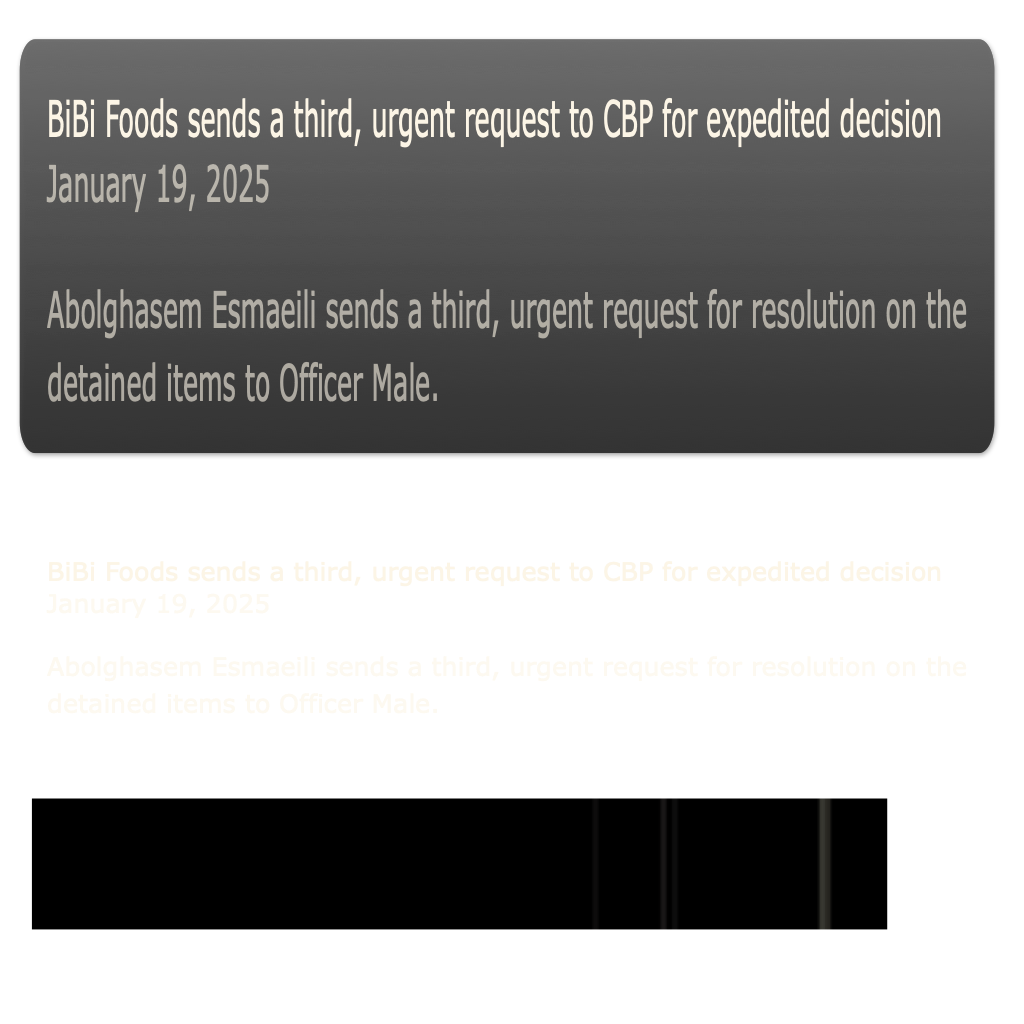 BiBi Foods sends a third, urgent request to CBP for expedited decision
January 19, 2025
Abolghasem Esmaeili sends a third, urgent request for resolution on the
detained items to Officer Male.
BiBi Foods sends a third, urgent request to CBP for expedited decision
January 19, 2025
Abolghasem Esmaeili sends a third, urgent request for resolution on the
detained items to Officer Male.